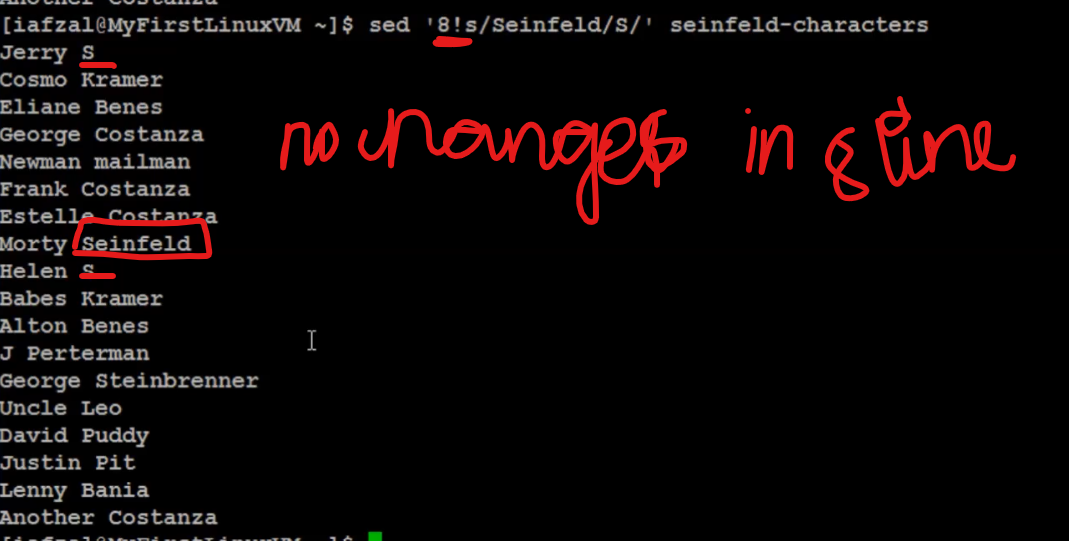 Another Costanza
[iafzal@MyFirstLinuxVM ~]$ sed '8!s/Seinfeld/S/' seinfeld-characters
Jerry S
Cosmo Kramer
Eliane Benes
George Costanza
no changes in 8 line
Newman mailman
Frank Costanza
Estelle Costanza
Morty Seinfeld
Helen S
Babes Kramer
Alton Benes
J Perterman
George Steinbrenner
Uncle Leo
David Puddy
Justin Pit
Lenny Bania
Another Costanza
[iafzal@MyFirstLinuxVM ~]$